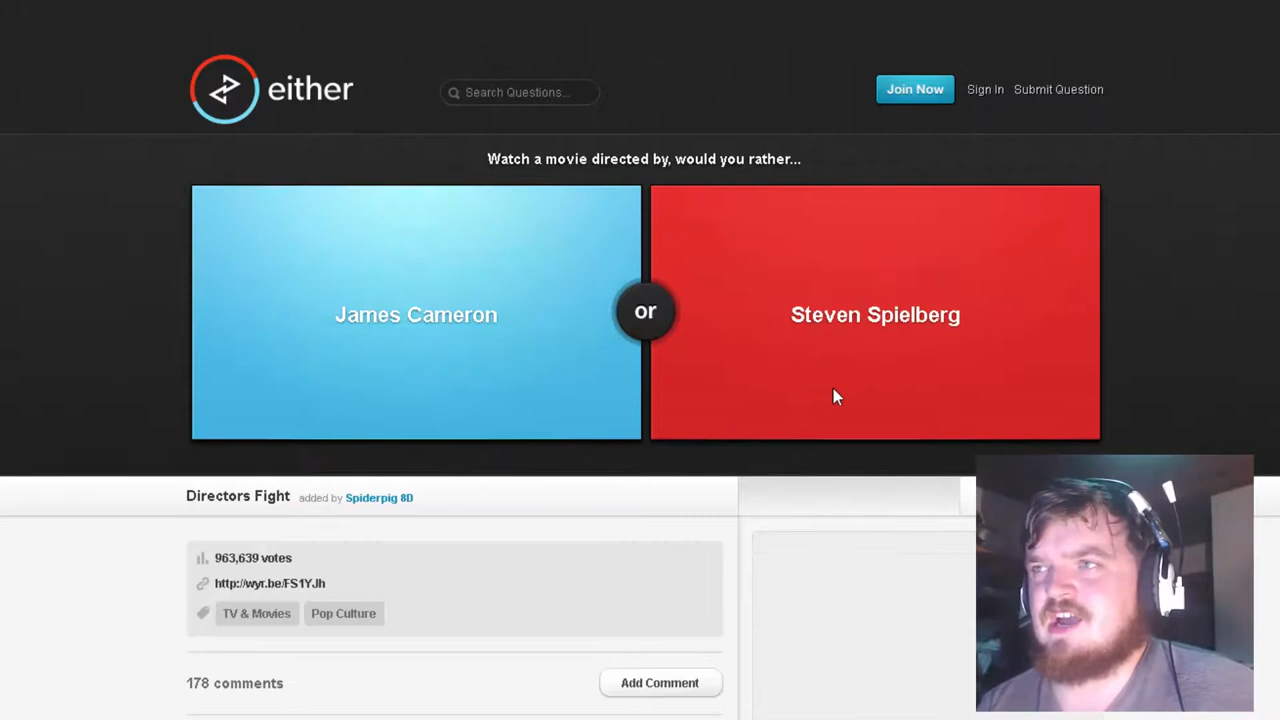 either
Search Questions...
Join Now
Sign In
Submit Question
Watch a movie directed by, would you rather...
James Cameron
or
Steven Spielberg
Directors Fight added by Spiderpig 8D
963,639 votes
http://wyr.be/FS1YJh
TV & Movies
Pop Culture
178 comments
Add Comment